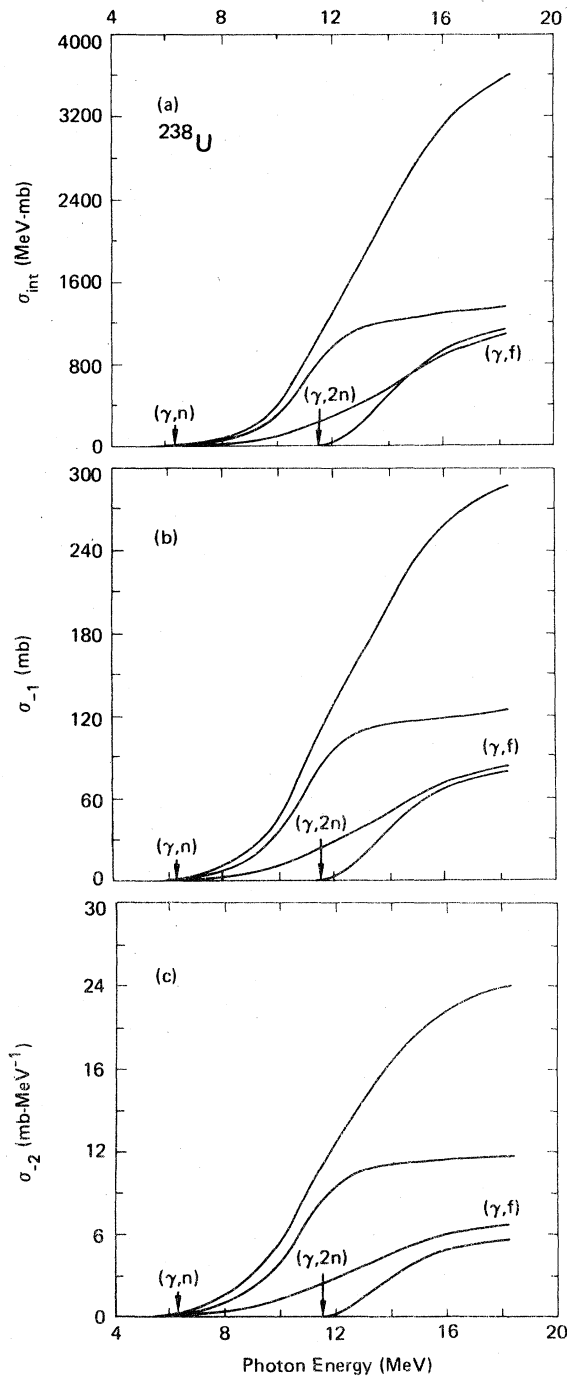 4 8 12 16 20
4000
(a)
²³⁸U
3200
2400
σint (MeV-mb)
1600
800
(γ,f)
(γ,2n)
(γ,n)
0
300
(b)
240
180
σ-1 (mb)
120
(γ,f)
60
(γ,2n)
(γ,n)
0
30
(c)
24
16
σ-2 (mb-MeV⁻¹)
12
(γ,f)
6
(γ,2n)
(γ,n)
0
4 8 12 16 20
Photon Energy (MeV)